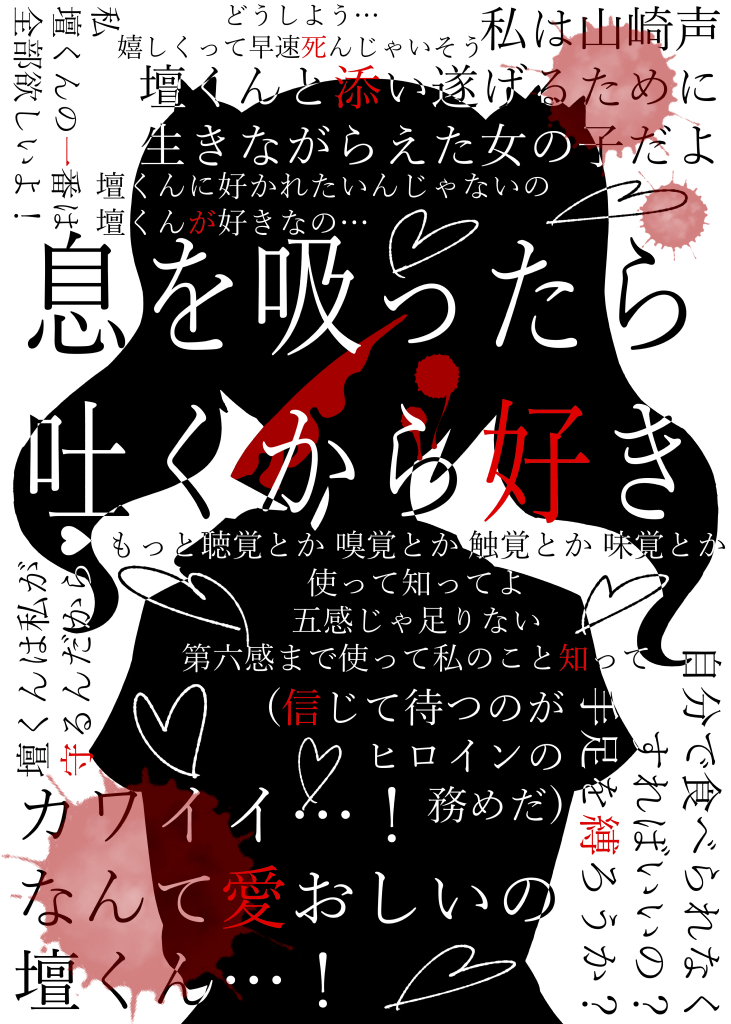 どうしよう…
嬉しくって早速死んじゃいそう
私は山崎声
壇くんと添い遂げるために
生きながらえた女の子だよ
私
壇くんの一番は
全部欲しいよ！
壇くんに好かれたいんじゃないの
壇くんが好きなの…
息を吸ったら
吐くから好き
もっと聴覚とか 嗅覚とか 触覚とか 味覚とか
使って知ってよ
五感じゃ足りない
第六感まで使って私のこと知って
壇くんは私が
守るんだから♥
（信じて待つのが
ヒロインの
務めだ）
自分で食べられなく
すればいいの？
手足を縛ろうか？
カワイイ…！
なんて愛おしいの
壇くん…！